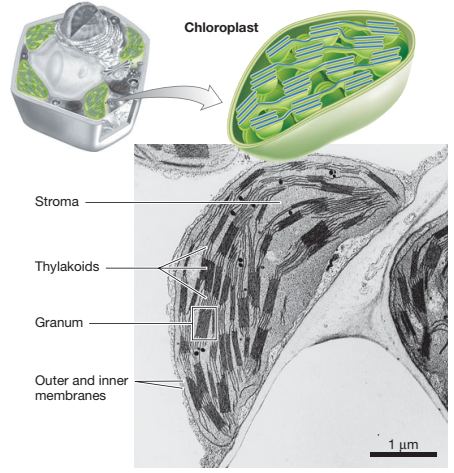 Chloroplast
Stroma
Thylakoids
Granum
Outer and inner
membranes
1 μm